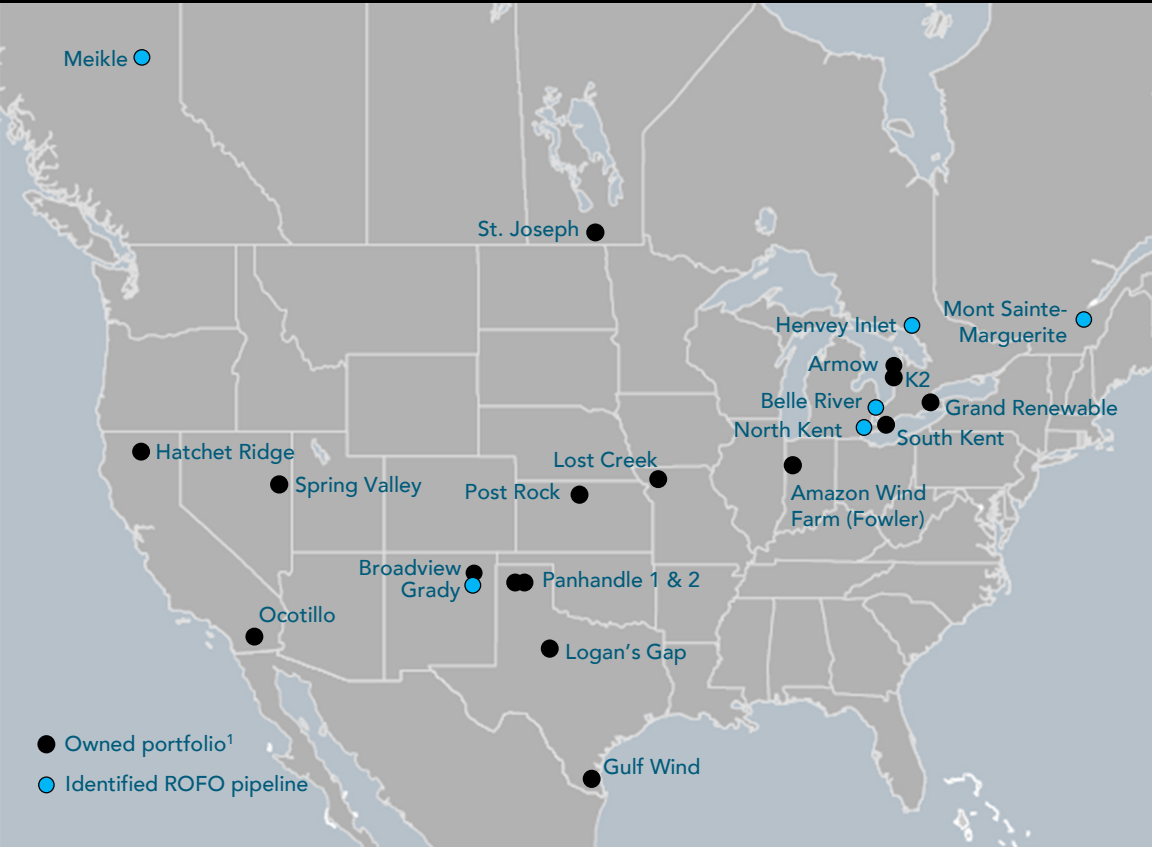 Meikle
St. Joseph
Mont Sainte-
Marguerite
Henvey Inlet
Armow
K2
Belle River
Grand Renewable
North Kent
South Kent
Hatchet Ridge
Lost Creek
Spring Valley
Post Rock
Amazon Wind
Farm (Fowler)
Broadview
Grady
Panhandle 1 & 2
Ocotillo
Logan's Gap
Owned portfolio¹
Gulf Wind
Identified ROFO pipeline